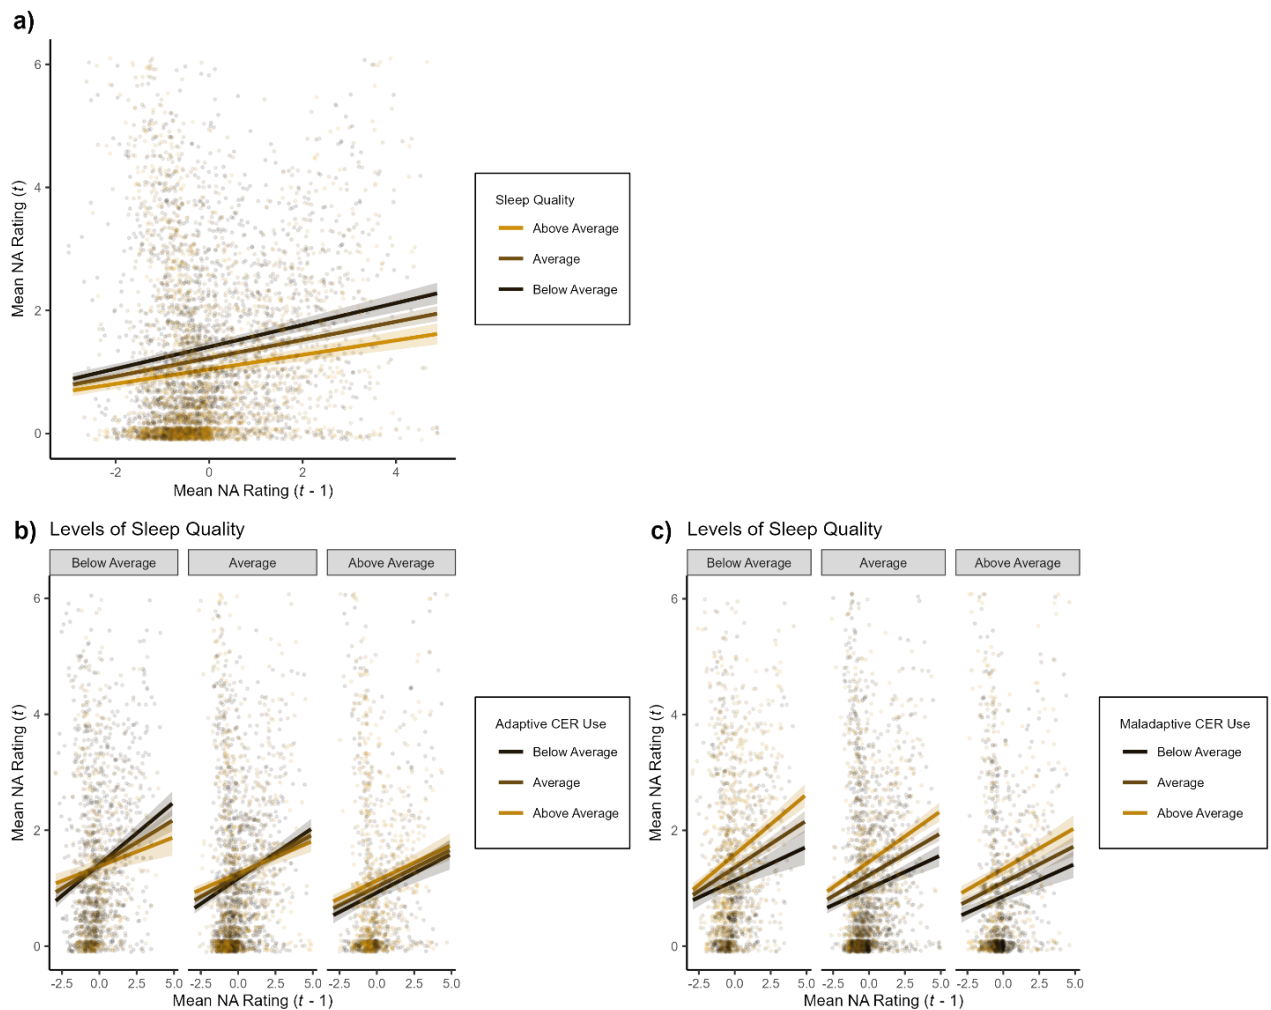 a)
6
4
2
0
Mean NA Rating (t)
-2 0 2 4
Mean NA Rating (t - 1)
Sleep Quality
Above Average
Average
Below Average
b) Levels of Sleep Quality
Below Average Average Above Average
6
4
2
0
Mean NA Rating (t)
-2.5 0.0 2.5 5.0 -2.5 0.0 2.5 5.0 -2.5 0.0 2.5 5.0
Mean NA Rating (t - 1)
Adaptive CER Use
Below Average
Average
Above Average
c) Levels of Sleep Quality
Below Average Average Above Average
6
4
2
0
Mean NA Rating (t)
-2.5 0.0 2.5 5.0 -2.5 0.0 2.5 5.0 -2.5 0.0 2.5 5.0
Mean NA Rating (t - 1)
Maladaptive CER Use
Below Average
Average
Above Average